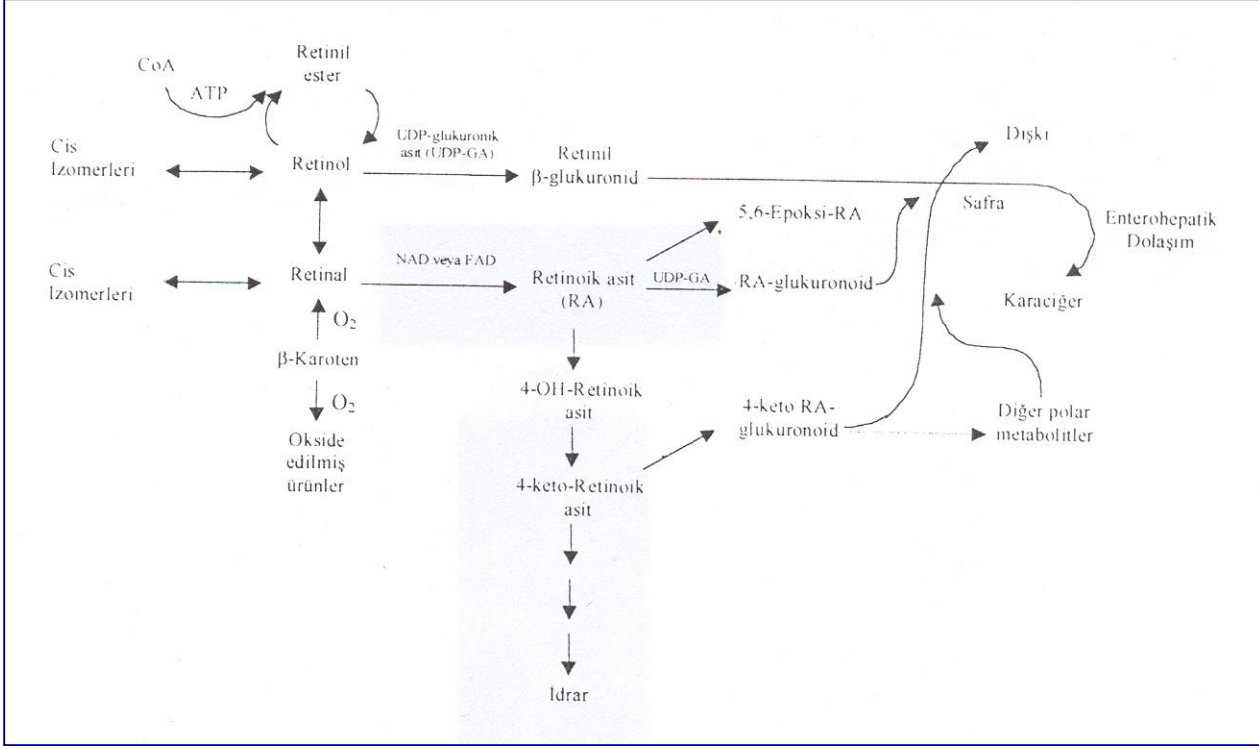 CoA
ATP
Retinil
ester
Cis
Izomerleri
Retinol
UDP-glukuronik
asit (UDP-GA)
Retinil
β-glukuronid
Dışkı
Safra
Enterohepatik
Dolaşım
Karaciğer
5,6-Epoksi-RA
Cis
Izomerleri
Retinal
NAD veya FAD
Retinoik asit
(RA)
UDP-GA
RA-glukuronoid
O₂
β-Karoten
O₂
Okside
edilmiş
ürünler
4-OH-Retinoik
asit
4-keto RA-
glukuronoid
Diğer polar
metabolitler
4-keto-Retinoik
asit
İdrar